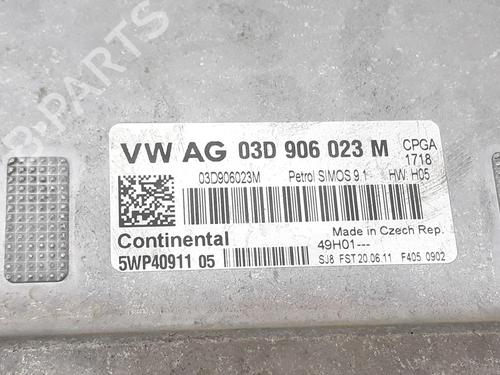 B-PARTS
VW AG 03D 906 023 M CPGA
1718
03D906023M Petrol SIMOS 9.1 HW: H05
Made in Czech Rep.
Continental 49H01---
5WP40911 05 SJ8 FST 20.06.11 F405 0902